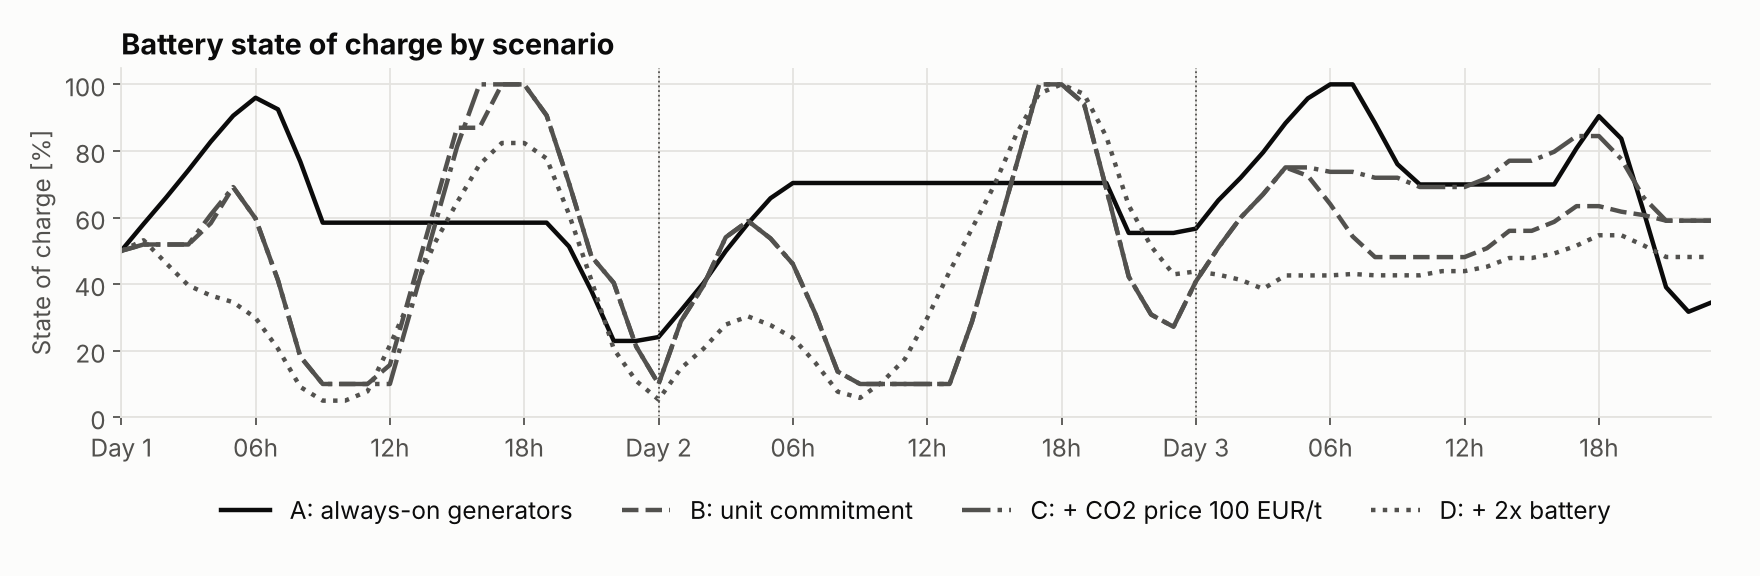 Battery state of charge by scenario
State of charge [%]
100
80
60
40
20
0
Day 1 06h 12h 18h Day 2 06h 12h 18h Day 3 06h 12h 18h
A: always-on generators B: unit commitment C: + CO2 price 100 EUR/t D: + 2x battery